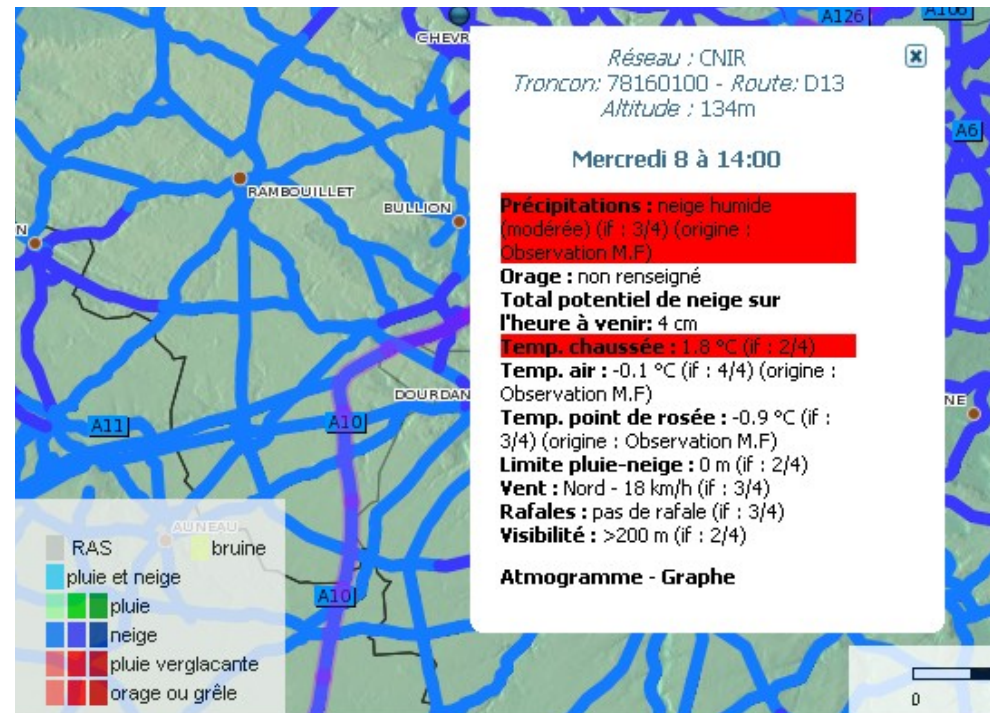 A126
A106
CHEVR
Réseau : CNIR
Troncon: 78160100 - Route: D13
Altitude : 134m
A6
Mercredi 8 à 14:00
RAMBOUILLET
BULLION
N
Précipitations : neige humide
(modérée) (if : 3/4) (origine :
Observation M.F)
Orage : non renseigné
Total potentiel de neige sur
l'heure à venir: 4 cm
Temp. chaussée : 1.8 °C (if : 2/4)
Temp. air : -0.1 °C (if : 4/4) (origine :
Observation M.F)
DOURDAN
NE
Temp. point de rosée : -0.9 °C (if :
3/4) (origine : Observation M.F)
A11
A10
Limite pluie-neige : 0 m (if : 2/4)
Vent : Nord - 18 km/h (if : 3/4)
Rafales : pas de rafale (if : 3/4)
Visibilité : >200 m (if : 2/4)
Atmogramme - Graphe
AUNEAU
RAS
bruine
pluie et neige
A10
pluie
neige
pluie verglacante
orage ou grêle
0